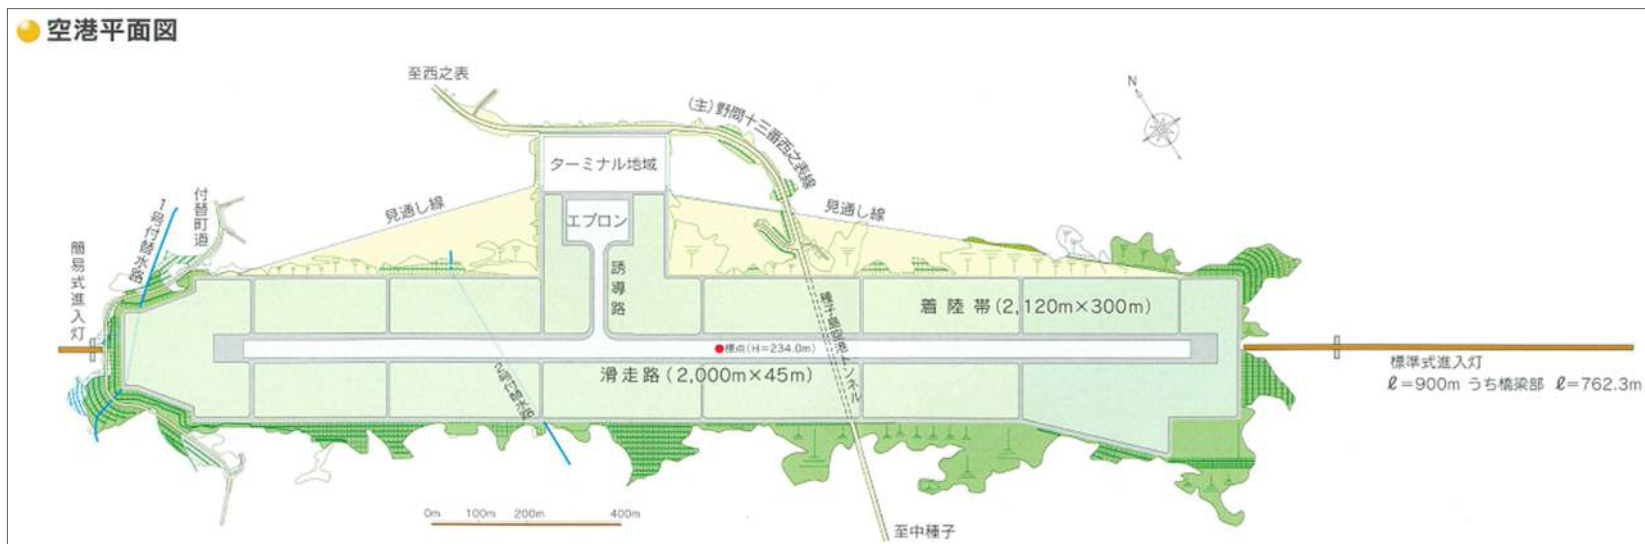 空港平面図
至西之表
N
(主)野間十三番西之表線
ターミナル地域
付替町道
1号付替水路
見通し線
エプロン
見通し線
簡易式進入灯
誘導路
着陸帯(2,120m×300m)
種子島空港トンネル
標点(H=234.0m)
滑走路(2,000m×45m)
2号付替水路
標準式進入灯
ℓ=900m うち橋梁部 ℓ=762.3m
0m 100m 200m 400m
至中種子